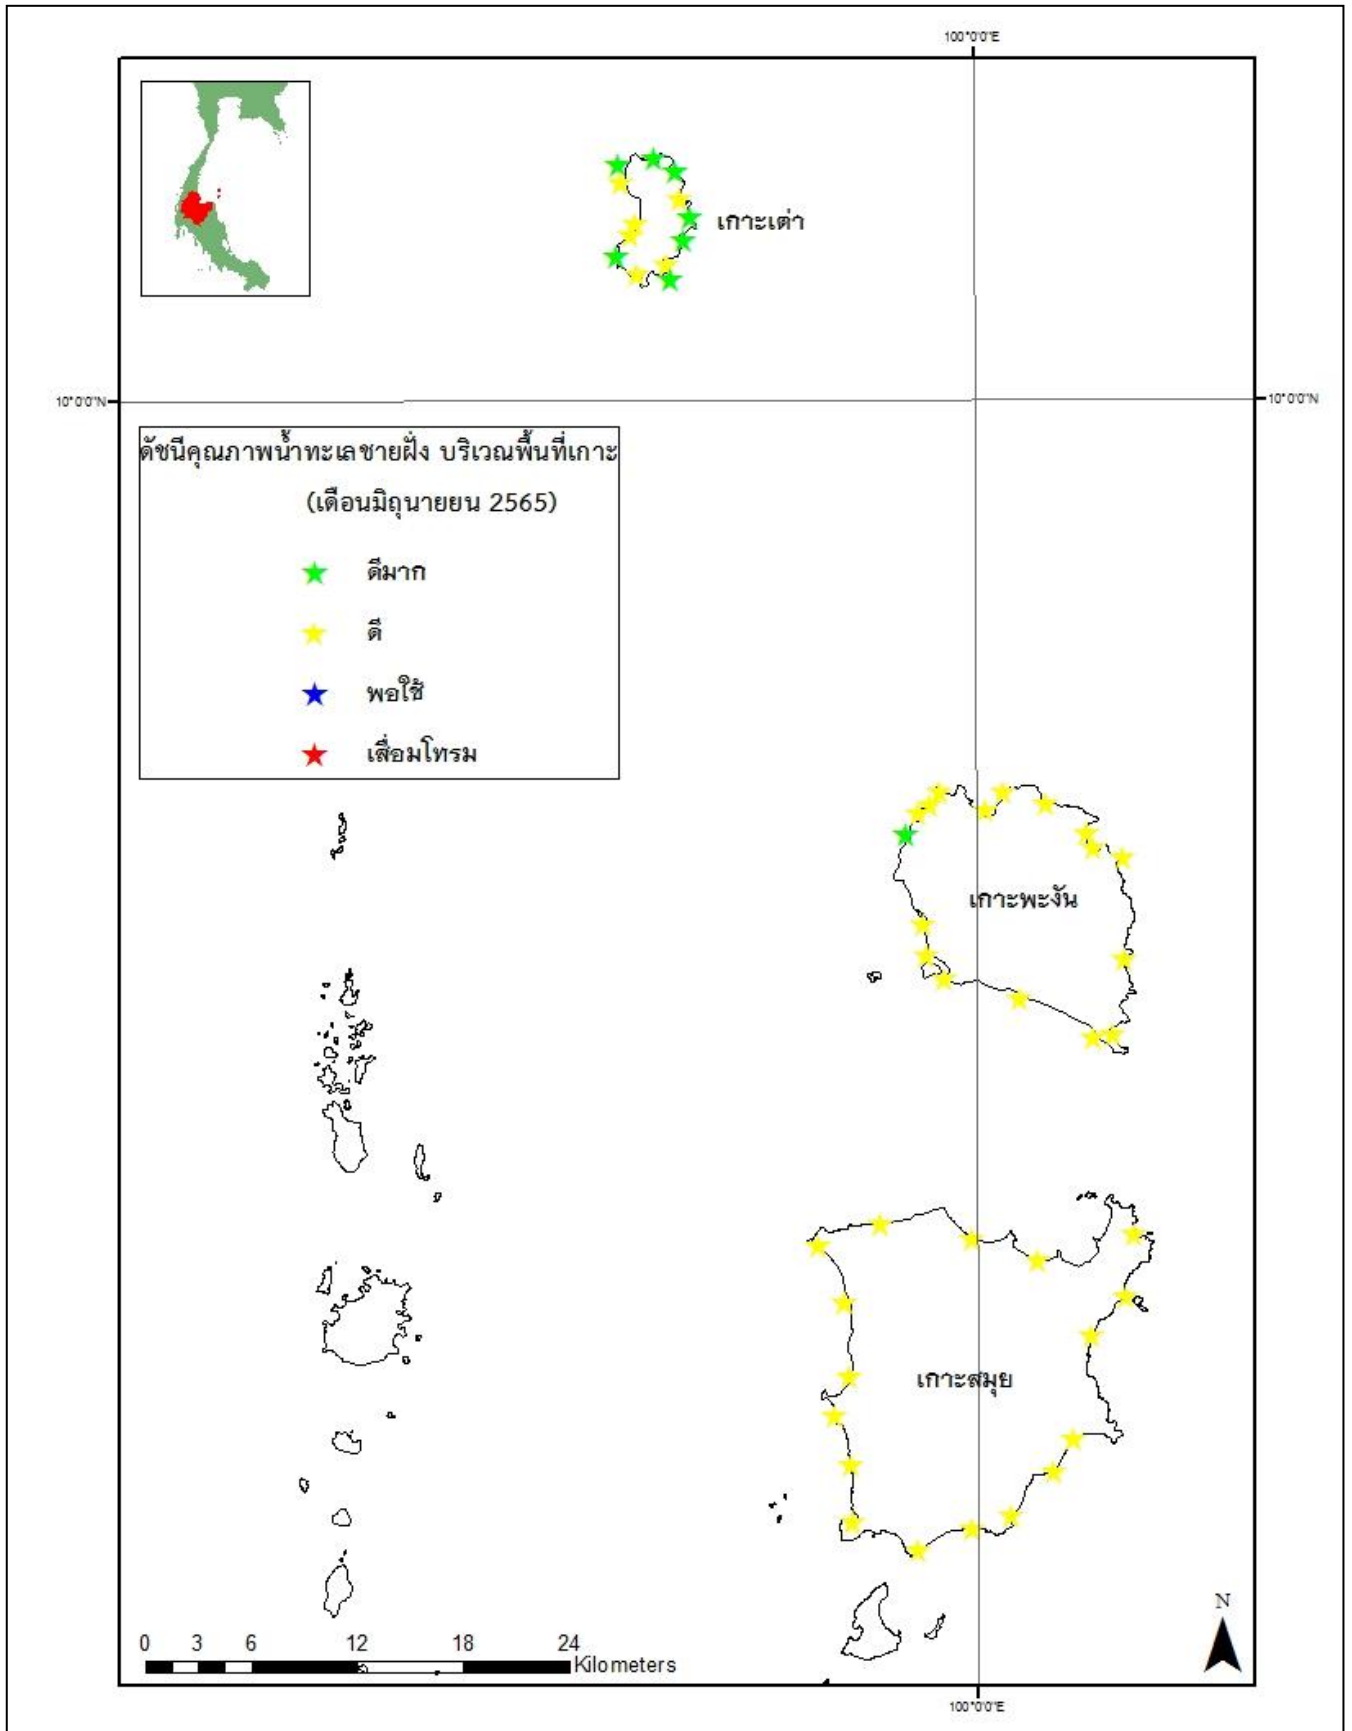 100°0'0"E
เกาะเต่า
10°0'0"N
10°0'0"N
ดัชนีคุณภาพน้ำทะเลชายฝั่ง บริเวณพื้นที่เกาะ
(เดือนมิถุนายยน 2565)
ดีมาก
ดี
พอใช้
เสื่อมโทรม
เกาะพะงัน
เกาะสมุย
N
0 3 6 12 18 24
Kilometers
100°0'0"E